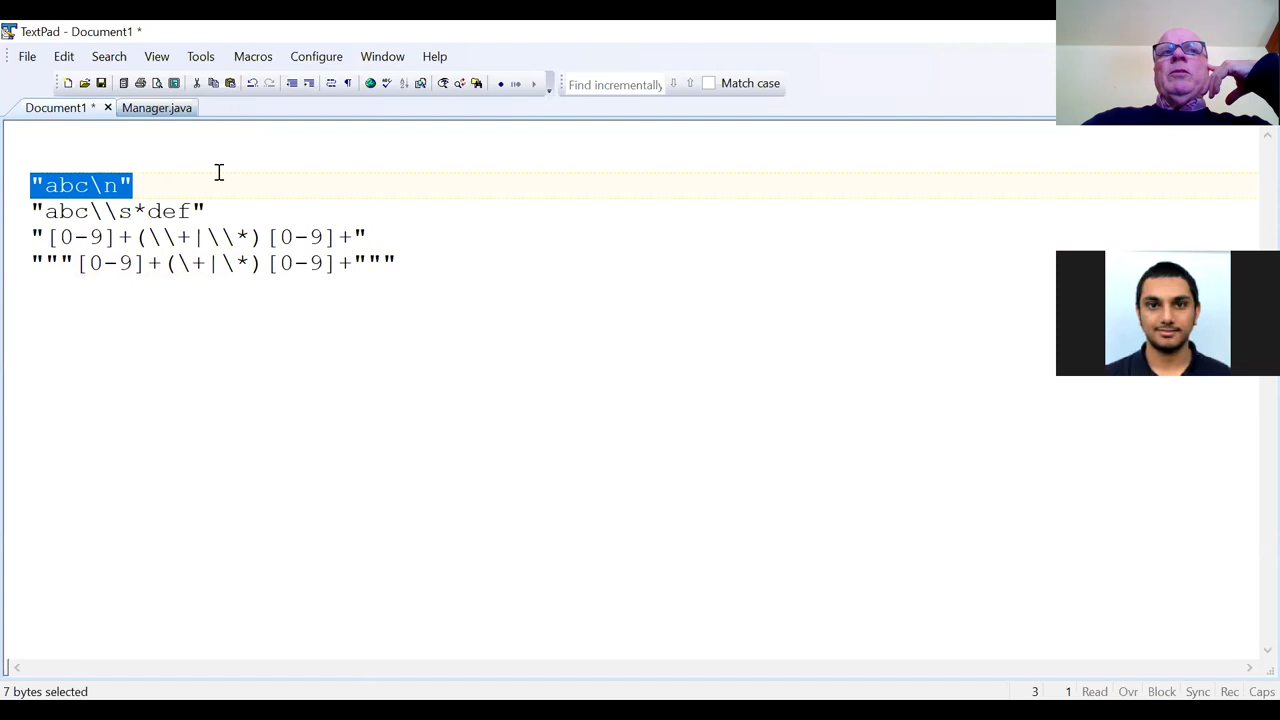 TextPad - Document1 *
File Edit Search View Tools Macros Configure Window Help
Find incrementally Match case
Document1 * Manager.java
"abc\n"
"abc\\s*def"
"[0-9]+(\\+|\\*)[0-9]+"
"""[0-9]+(\+|\*)[0-9]+"""
7 bytes selected 3 1 Read Ovr Block Sync Rec Caps